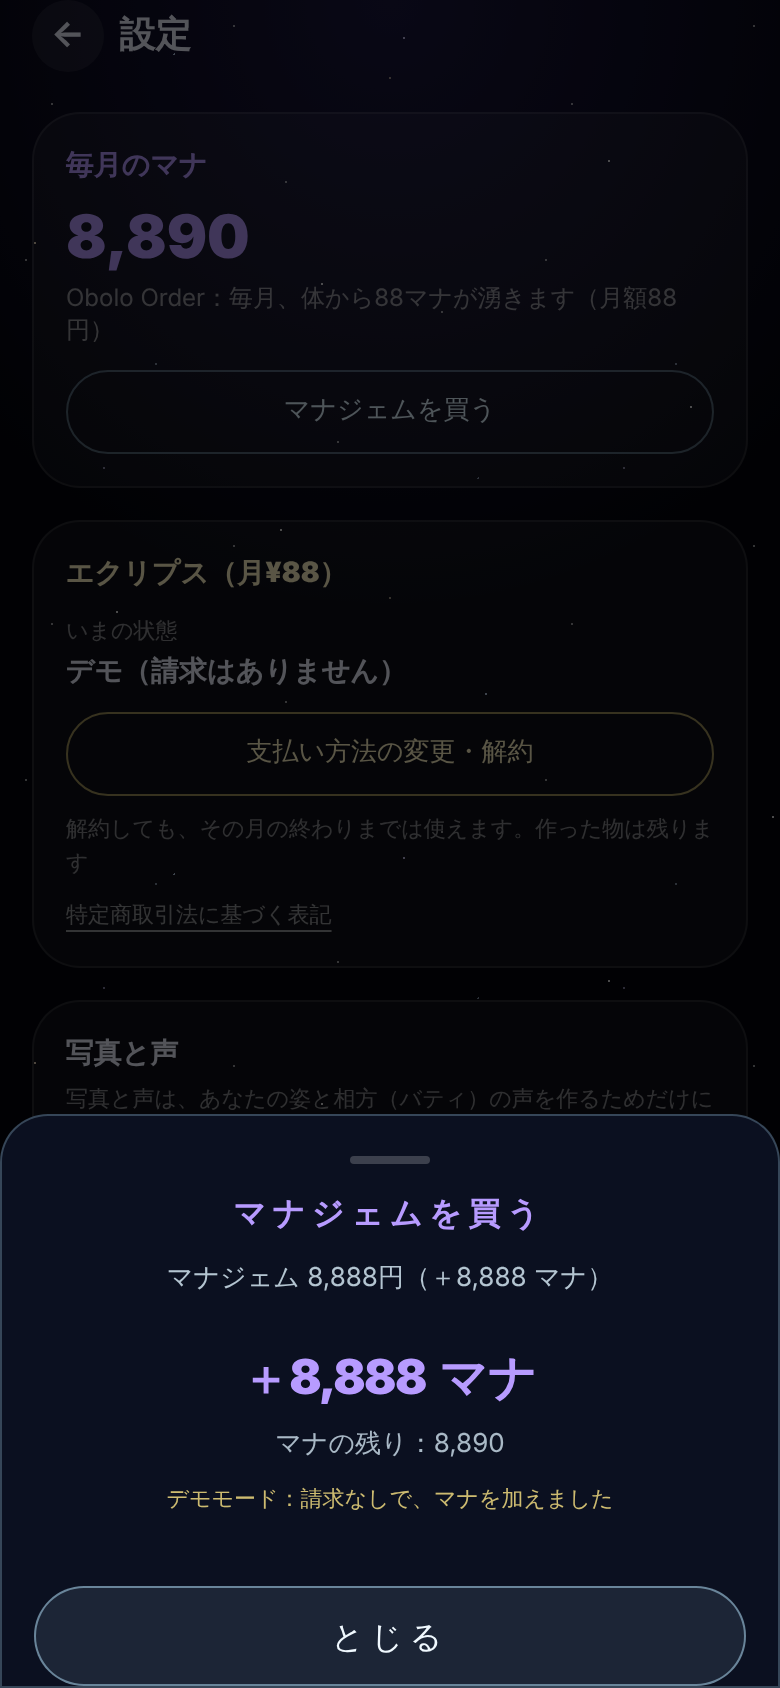 設定
毎月のマナ
8,890
Obolo Order：毎月、体から88マナが湧きます（月額88
円）
マナジェムを買う
エクリプス（月¥88）
いまの状態
デモ（請求はありません）
支払い方法の変更・解約
解約しても、その月の終わりまでは使えます。作った物は残りま
す
特定商取引法に基づく表記
写真と声
写真と声は、あなたの姿と相方（バティ）の声を作るためだけに
マナジェムを買う
マナジェム 8,888円（＋8,888 マナ）
＋8,888 マナ
マナの残り：8,890
デモモード：請求なしで、マナを加えました
とじる